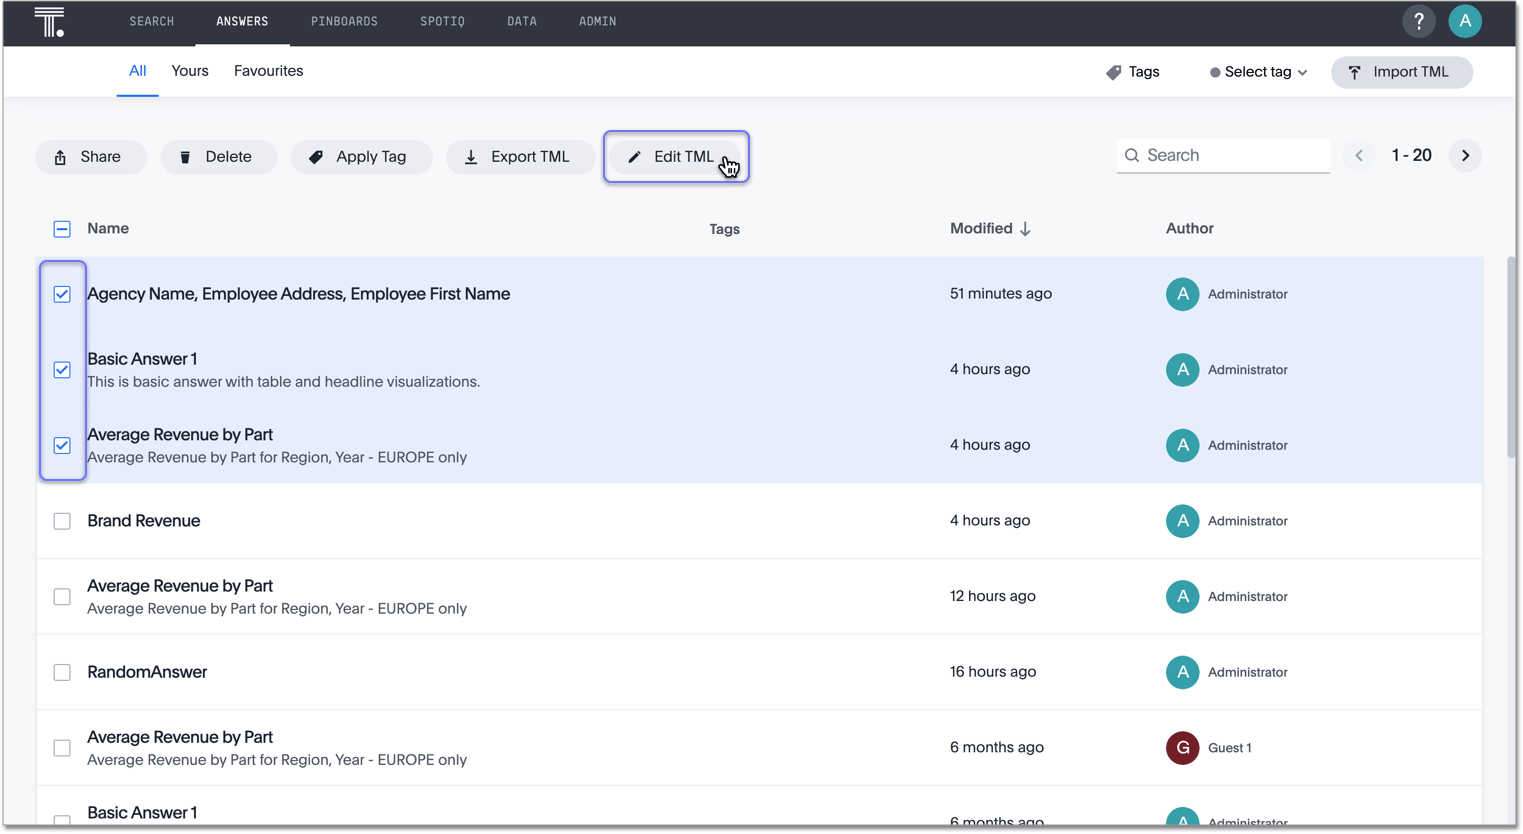 SEARCH ANSWERS PINBOARDS SPOTIQ DATA ADMIN ? A
All Yours Favourites Tags Select tag Import TML
Share Delete Apply Tag Export TML Edit TML Search 1 - 20
Name Tags Modified Author
Agency Name, Employee Address, Employee First Name 51 minutes ago A Administrator
Basic Answer 1
This is basic answer with table and headline visualizations. 4 hours ago A Administrator
Average Revenue by Part
Average Revenue by Part for Region, Year - EUROPE only 4 hours ago A Administrator
Brand Revenue 4 hours ago A Administrator
Average Revenue by Part
Average Revenue by Part for Region, Year - EUROPE only 12 hours ago A Administrator
RandomAnswer 16 hours ago A Administrator
Average Revenue by Part
Average Revenue by Part for Region, Year - EUROPE only 6 months ago G Guest 1
Basic Answer 1
6 months ago A Administrator